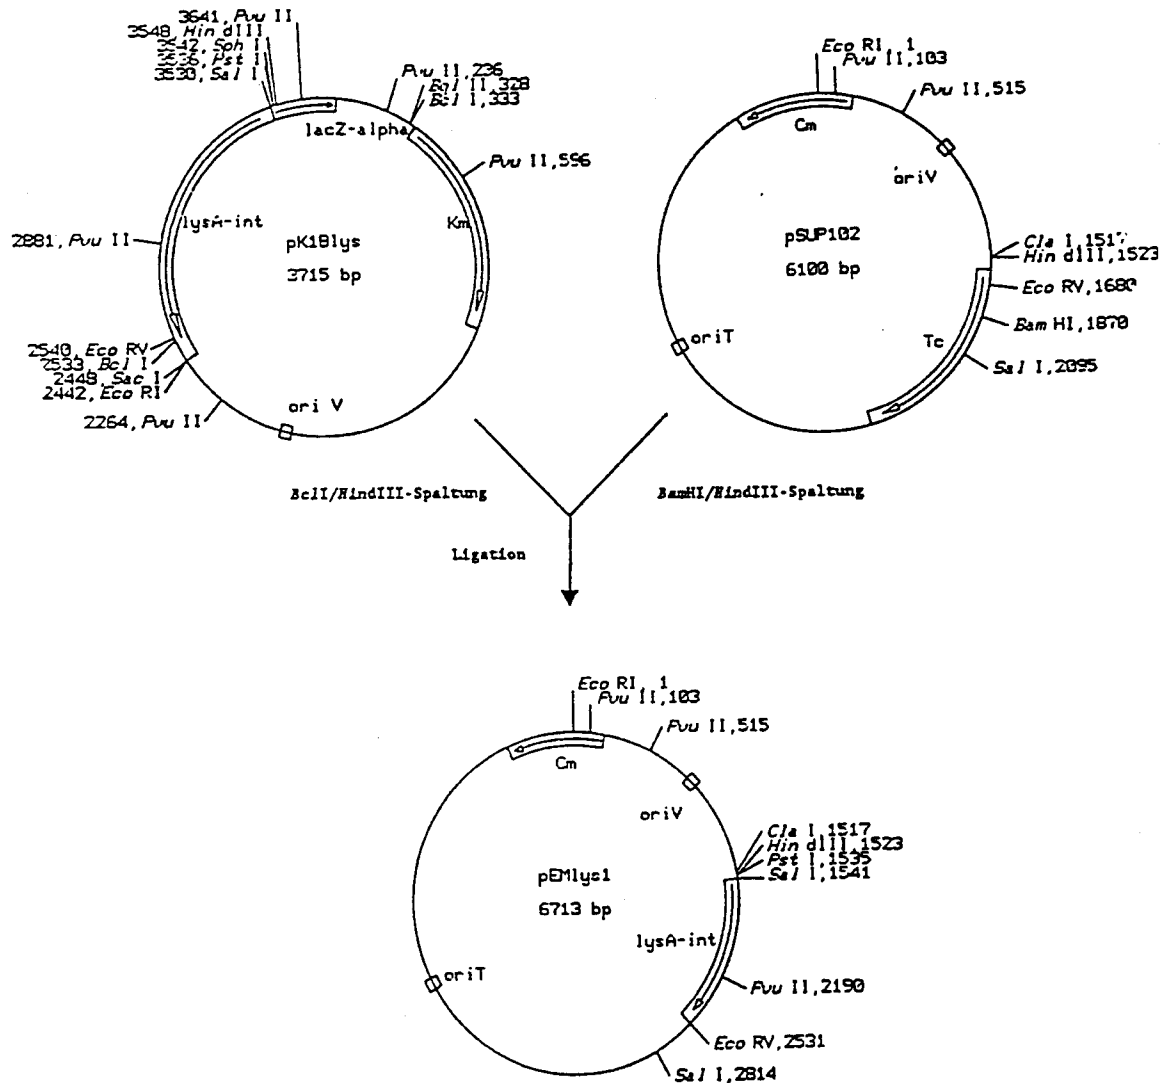 3641, Pvu II
3548, Hin dIII
3542, Sph I
3536, Pst I
3530, Sal I
Pvu II, 236
Bgl II, 328
Bcl I, 333
lacZ-alpha
Pvu II, 596
Km
lysA-int
pK18lys
3715 bp
2881, Pvu II
2540, Eco RV
2533, Bcl I
2448, Sac I
2442, Eco RI
2264, Pvu II
ori V
Eco RI, 1
Pvu II, 103
Pvu II, 515
Cm
oriV
pSUP102
6100 bp
Cla I, 1517
Hin dIII, 1523
Eco RV, 1680
Bam HI, 1870
Tc
Sal I, 2095
oriT
BclI/HindIII-Spaltung
BamHI/HindIII-Spaltung
Ligation
Eco RI, 1
Pvu II, 103
Pvu II, 515
Cm
oriV
Cla I, 1517
Hin dIII, 1523
Pst I, 1535
Sal I, 1541
pEMlys1
6713 bp
lysA-int
oriT
Pvu II, 2190
Eco RV, 2531
Sal I, 2814